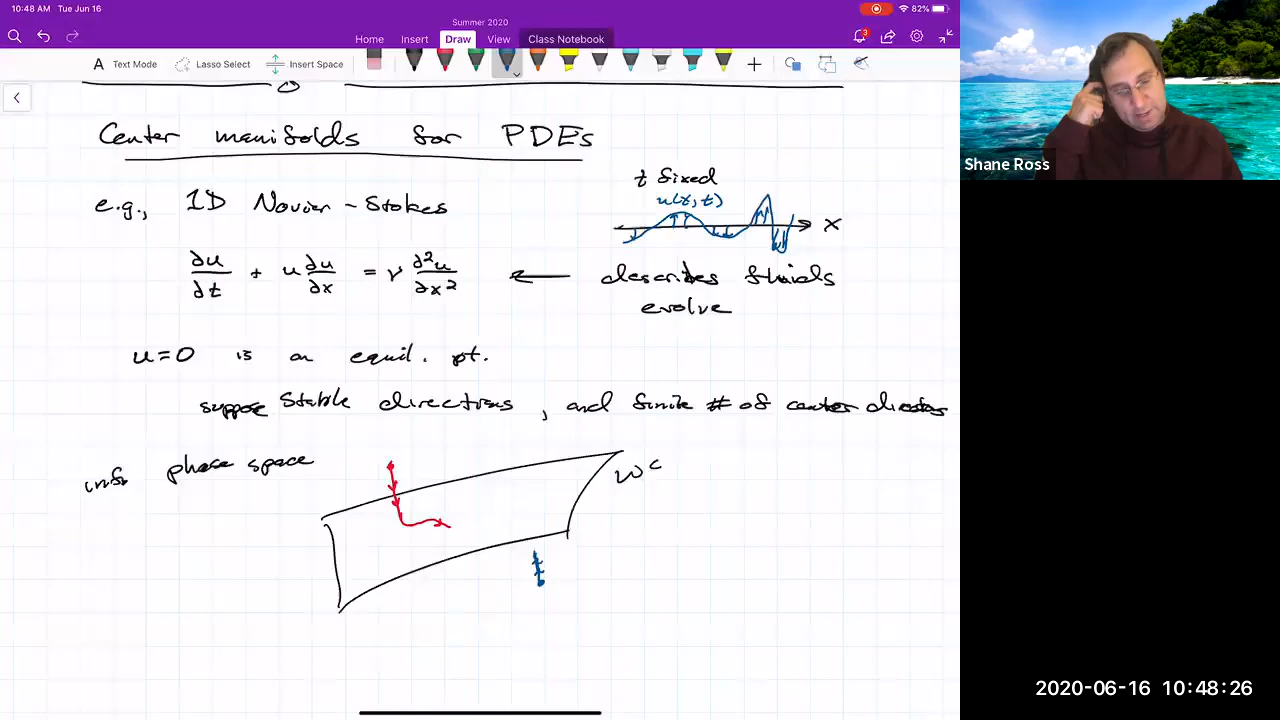 10:48 AM Tue Jun 16
82%
Summer 2020
Home Insert Draw View Class Notebook
3
A Text Mode Lasso Select Insert Space
Center manifolds for PDEs
t fixed
u(x,t)
x
e.g., 1D Navier-Stokes
∂u/∂t + u ∂u/∂x = ν ∂²u/∂x² ← describes fluids
evolve
u=0 is an equil. pt.
suppose stable directions, and finite # of center directions
phase space
Wᶜ
Shane Ross
2020-06-16 10:48:26